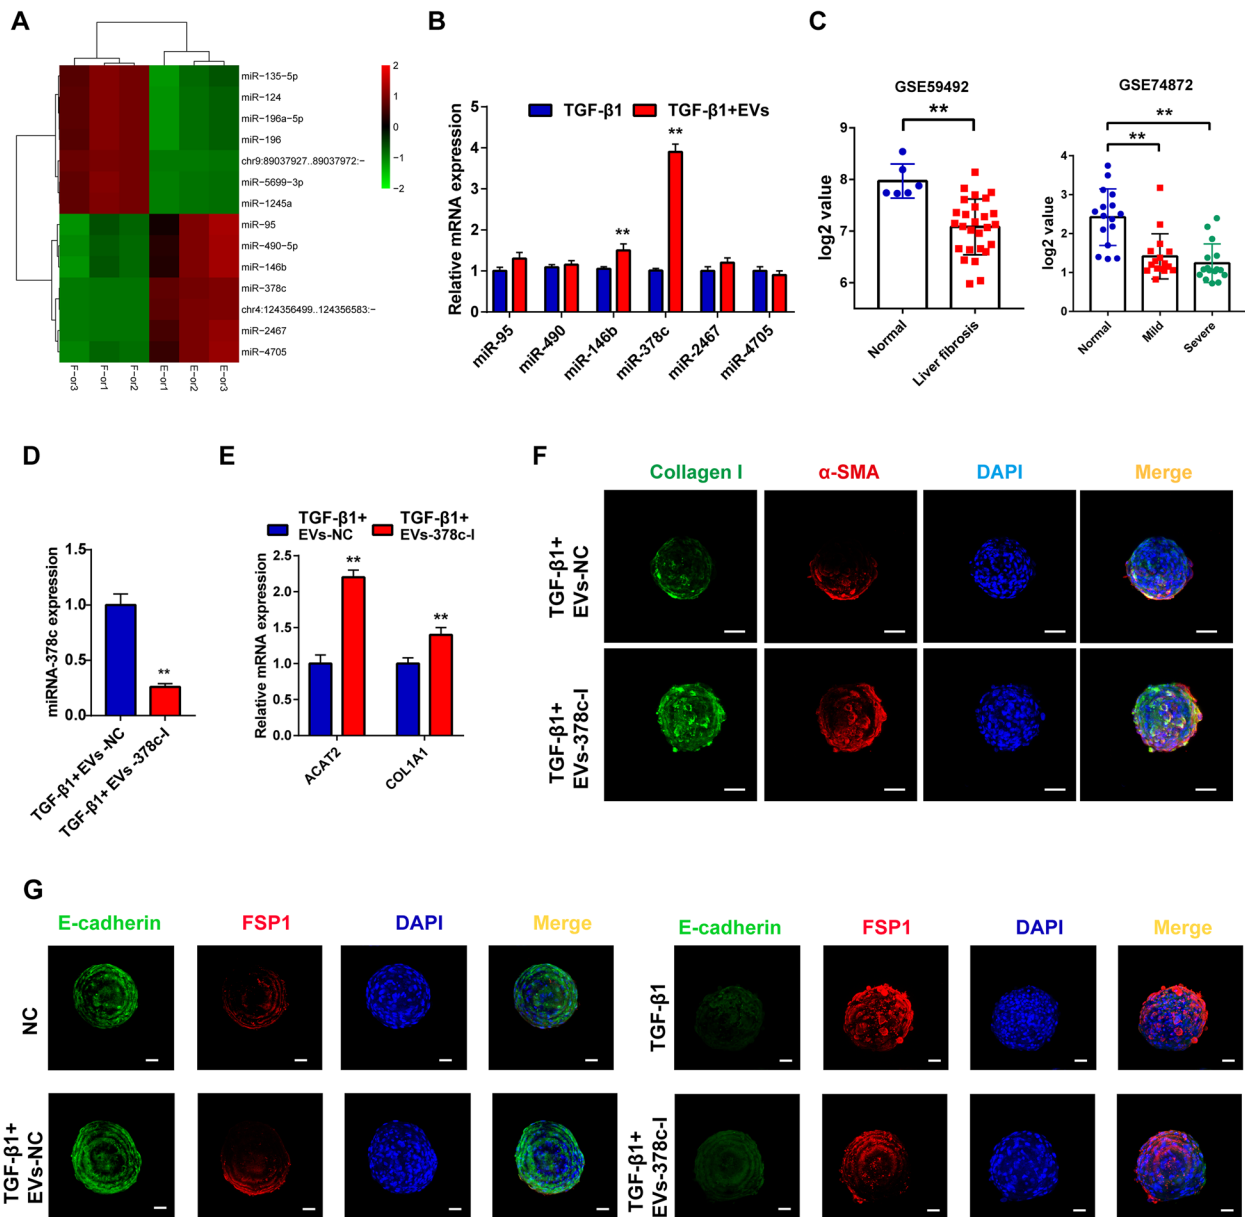 A
miR−135−5p
miR−124
miR−196a−5p
miR−196
chr9:89037927..89037972:−
miR−5699−3p
miR−1245a
miR−95
miR−490−5p
miR−146b
miR−378c
chr4:124356499..124356583:−
miR−2467
miR−4705
F−or3
F−or1
F−or2
E−or1
E−or2
E−or3
2
1
0
−1
−2
B
TGF-β1
TGF-β1+EVs
Relative mRNA expression
5
4
3
2
1
0
**
**
miR-95
miR-490
miR-146b
miR-378c
miR-2467
miR-4705
C
GSE59492
**
log2 value
9
8
7
6
Normal
Liver fibrosis
GSE74872
**
**
log2 value
4
3
2
1
0
Normal
Mild
Severe
D
miRNA-378c expression
1.5
1.0
0.5
0.0
**
TGF-β1+EVs -NC
TGF-β1+ EVs -378c-I
E
TGF-β1+
EVs-NC
TGF-β1+
EVs-378c-I
Relative mRNA expression
2.5
2.0
1.5
1.0
0.5
0.0
**
**
ACAT2
COL1A1
F
Collagen I
α-SMA
DAPI
Merge
TGF-β1+
EVs-NC
TGF-β1+
EVs-378c-I
G
E-cadherin
FSP1
DAPI
Merge
E-cadherin
FSP1
DAPI
Merge
NC
TGF-β1
TGF-β1+
EVs-NC
TGF-β1+
EVs-378c-I